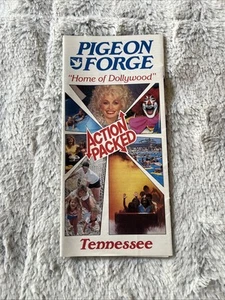 PIGEON
FORGE
"Home of Dollywood"
ACTION
PACKED
Tennessee